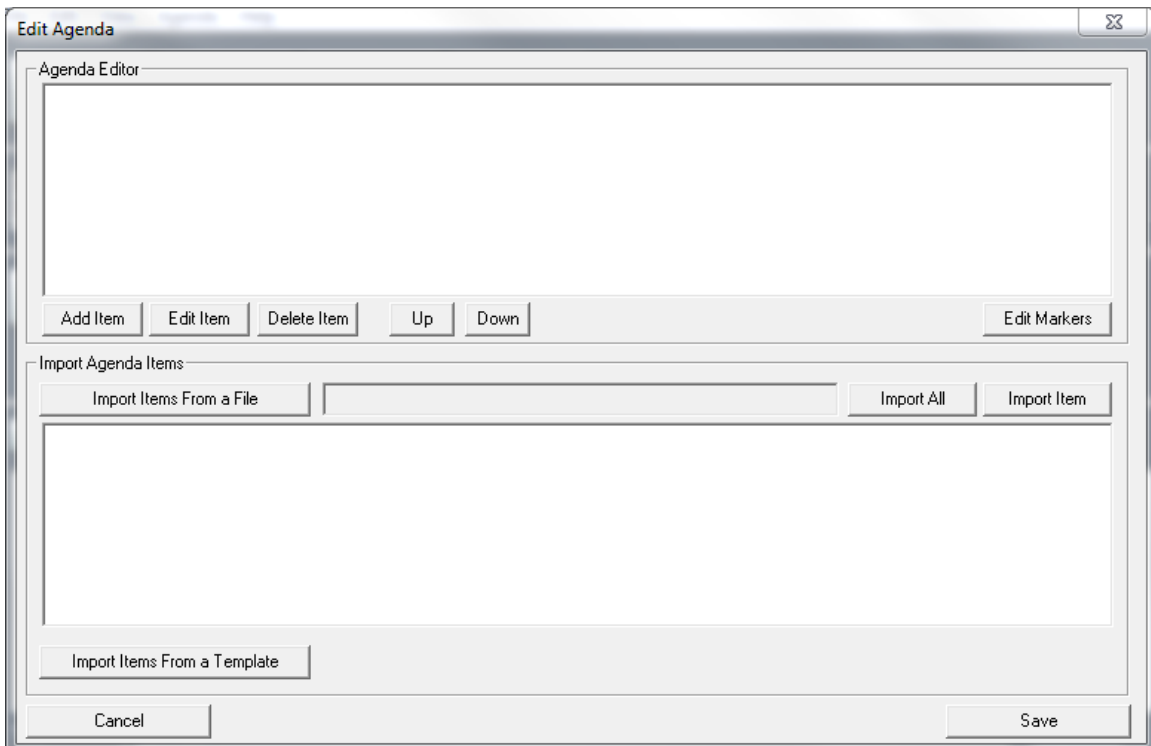 Edit Agenda
Agenda Editor
Add Item Edit Item Delete Item Up Down Edit Markers
Import Agenda Items
Import Items From a File Import All Import Item
Import Items From a Template
Cancel Save